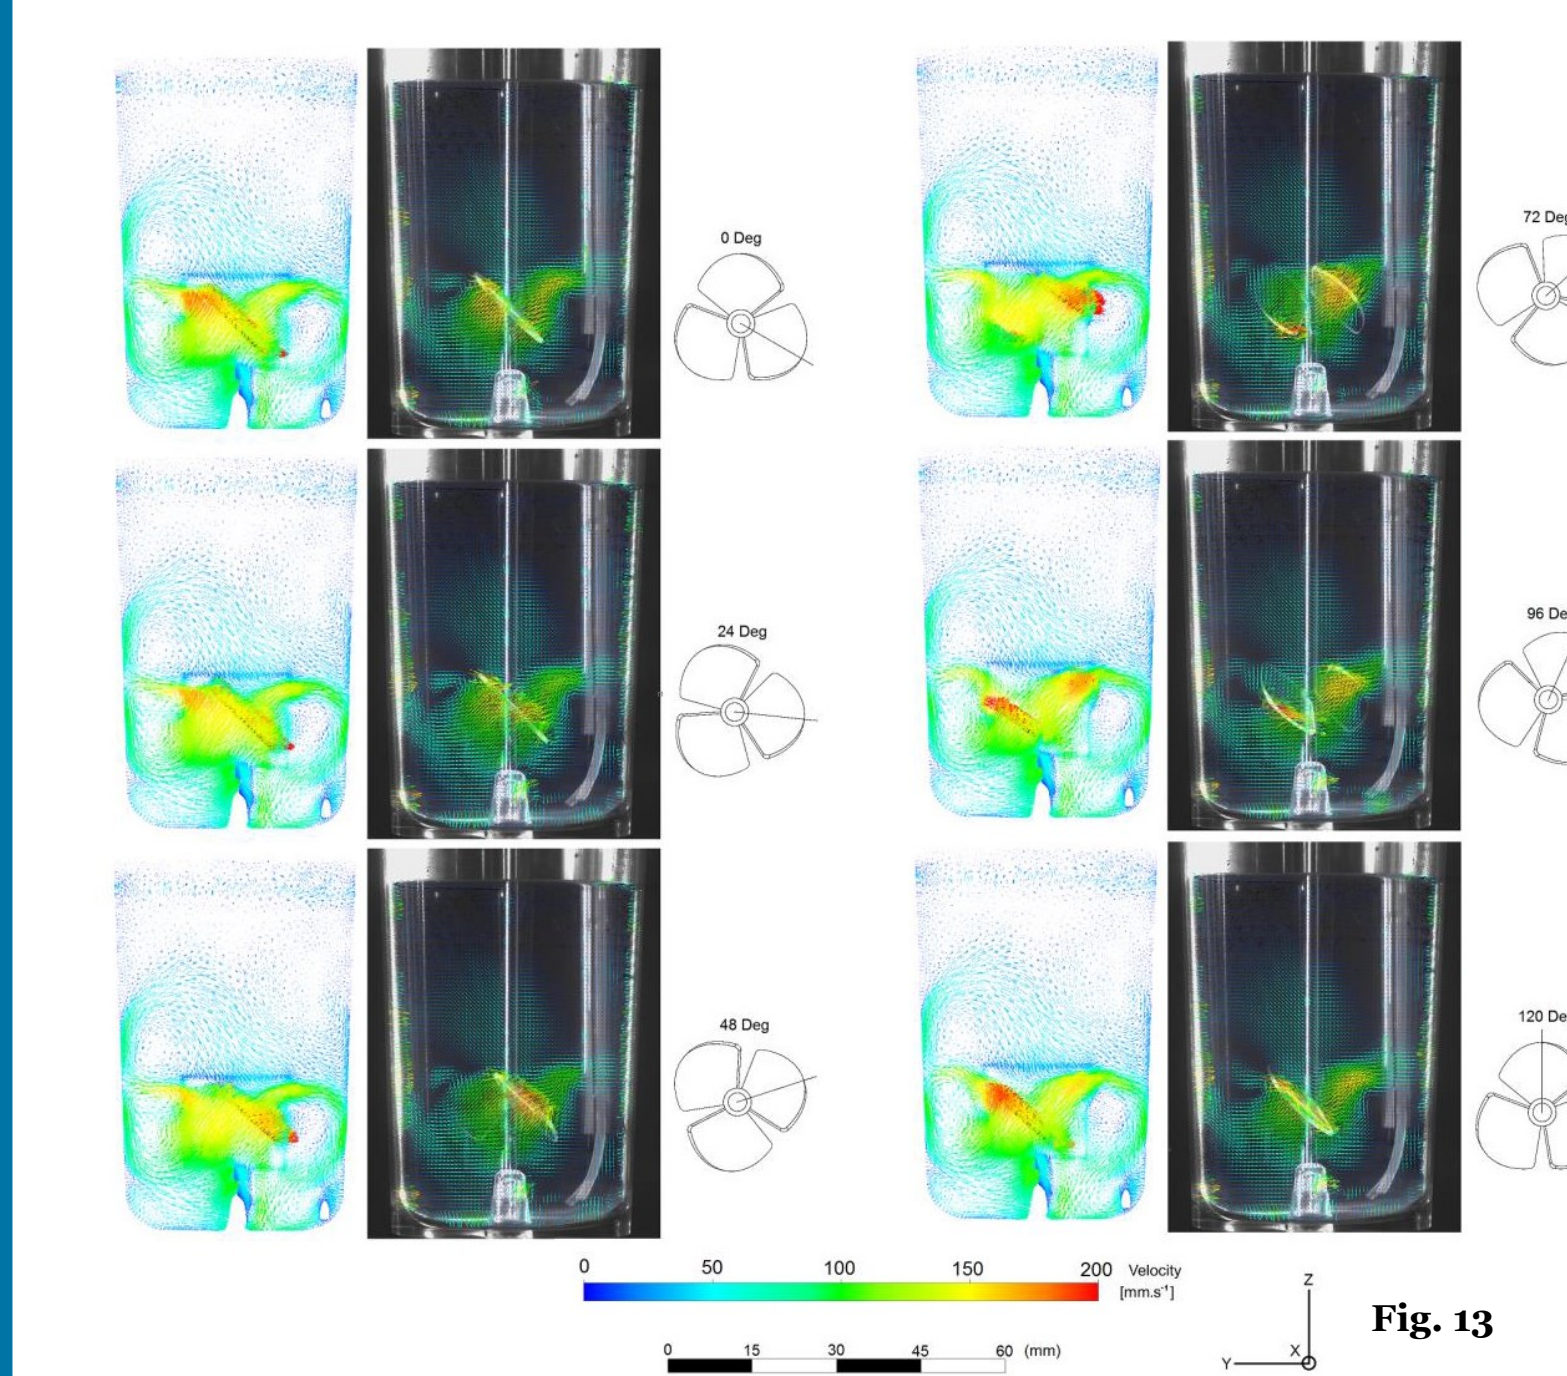 0 Deg
72 Deg
24 Deg
96 De
48 Deg
120 De
0 50 100 150 200 Velocity
[mm.s⁻¹]
0 15 30 45 60 (mm)
Z
X
Y
Fig. 13